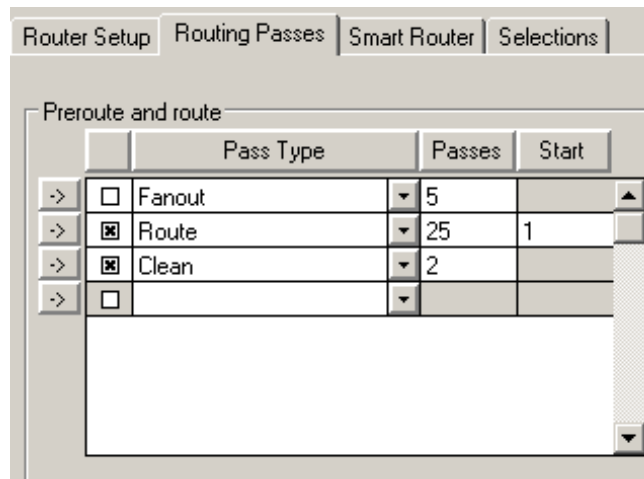 Router Setup Routing Passes Smart Router Selections
Preroute and route
Pass Type Passes Start
-> Fanout 5
-> Route 25 1
-> Clean 2
->